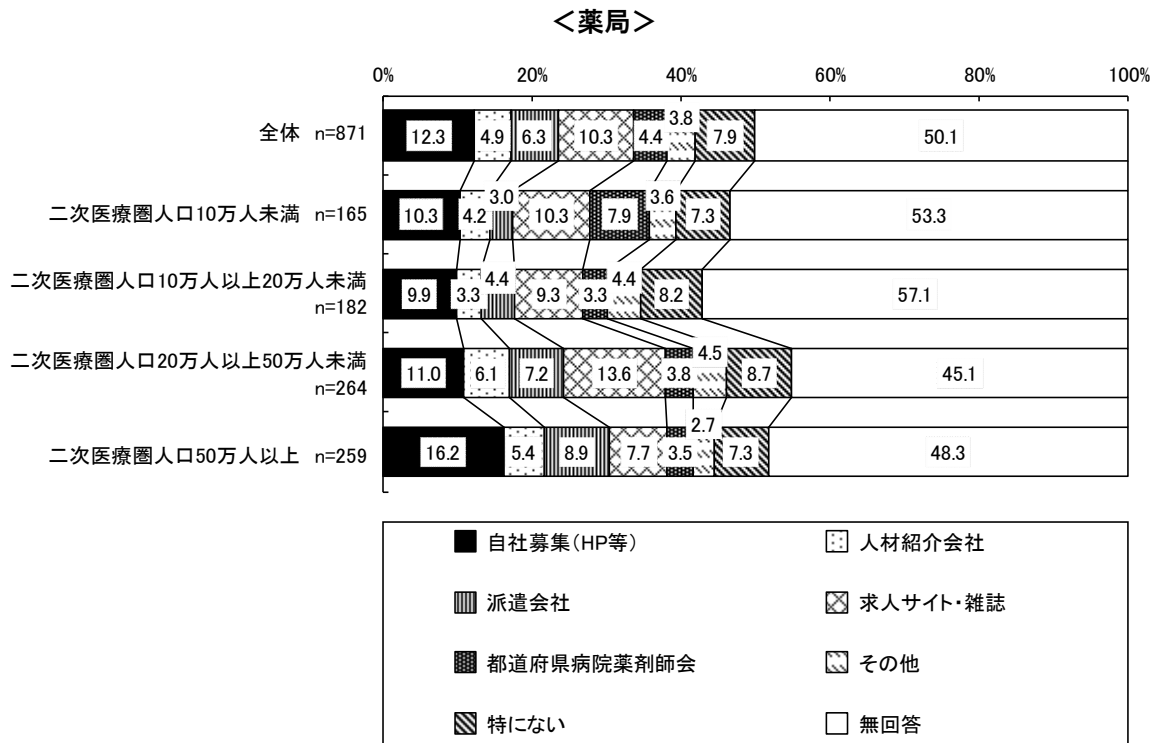 ＜薬局＞
0% 20% 40% 60% 80% 100%
全体 n=871
12.3 4.9 6.3 10.3 4.4 3.8 7.9 50.1
二次医療圏人口10万人未満 n=165
10.3 4.2 3.0 10.3 7.9 3.6 7.3 53.3
二次医療圏人口10万人以上20万人未満
n=182
9.9 3.3 4.4 9.3 3.3 4.4 8.2 57.1
二次医療圏人口20万人以上50万人未満
n=264
11.0 6.1 7.2 13.6 3.8 4.5 8.7 45.1
二次医療圏人口50万人以上 n=259
16.2 5.4 8.9 7.7 3.5 2.7 7.3 48.3
自社募集(HP等) 人材紹介会社
派遣会社 求人サイト・雑誌
都道府県病院薬剤師会 その他
特にない 無回答